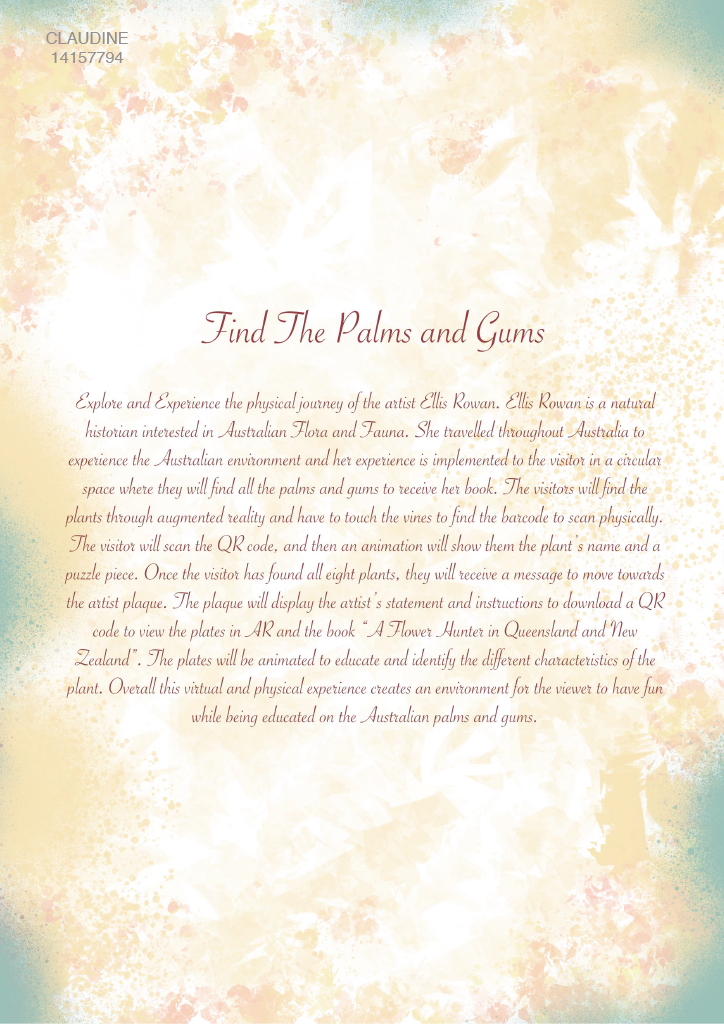 CLAUDINE
14157794
Find The Palms and Gums
Explore and Experience the physical journey of the artist Ellis Rowan. Ellis Rowan is a natural
historian interested in Australian Flora and Fauna. She travelled throughout Australia to
experience the Australian environment and her experience is implemented to the visitor in a circular
space where they will find all the palms and gums to receive her book. The visitors will find the
plants through augmented reality and have to touch the vines to find the barcode to scan physically.
The visitor will scan the QR code, and then an animation will show them the plant's name and a
puzzle piece. Once the visitor has found all eight plants, they will receive a message to move towards
the artist plaque. The plaque will display the artist's statement and instructions to download a QR
code to view the plates in AR and the book “A Flower Hunter in Queensland and New
Zealand”. The plates will be animated to educate and identify the different characteristics of the
plant. Overall this virtual and physical experience creates an environment for the viewer to have fun
while being educated on the Australian palms and gums.